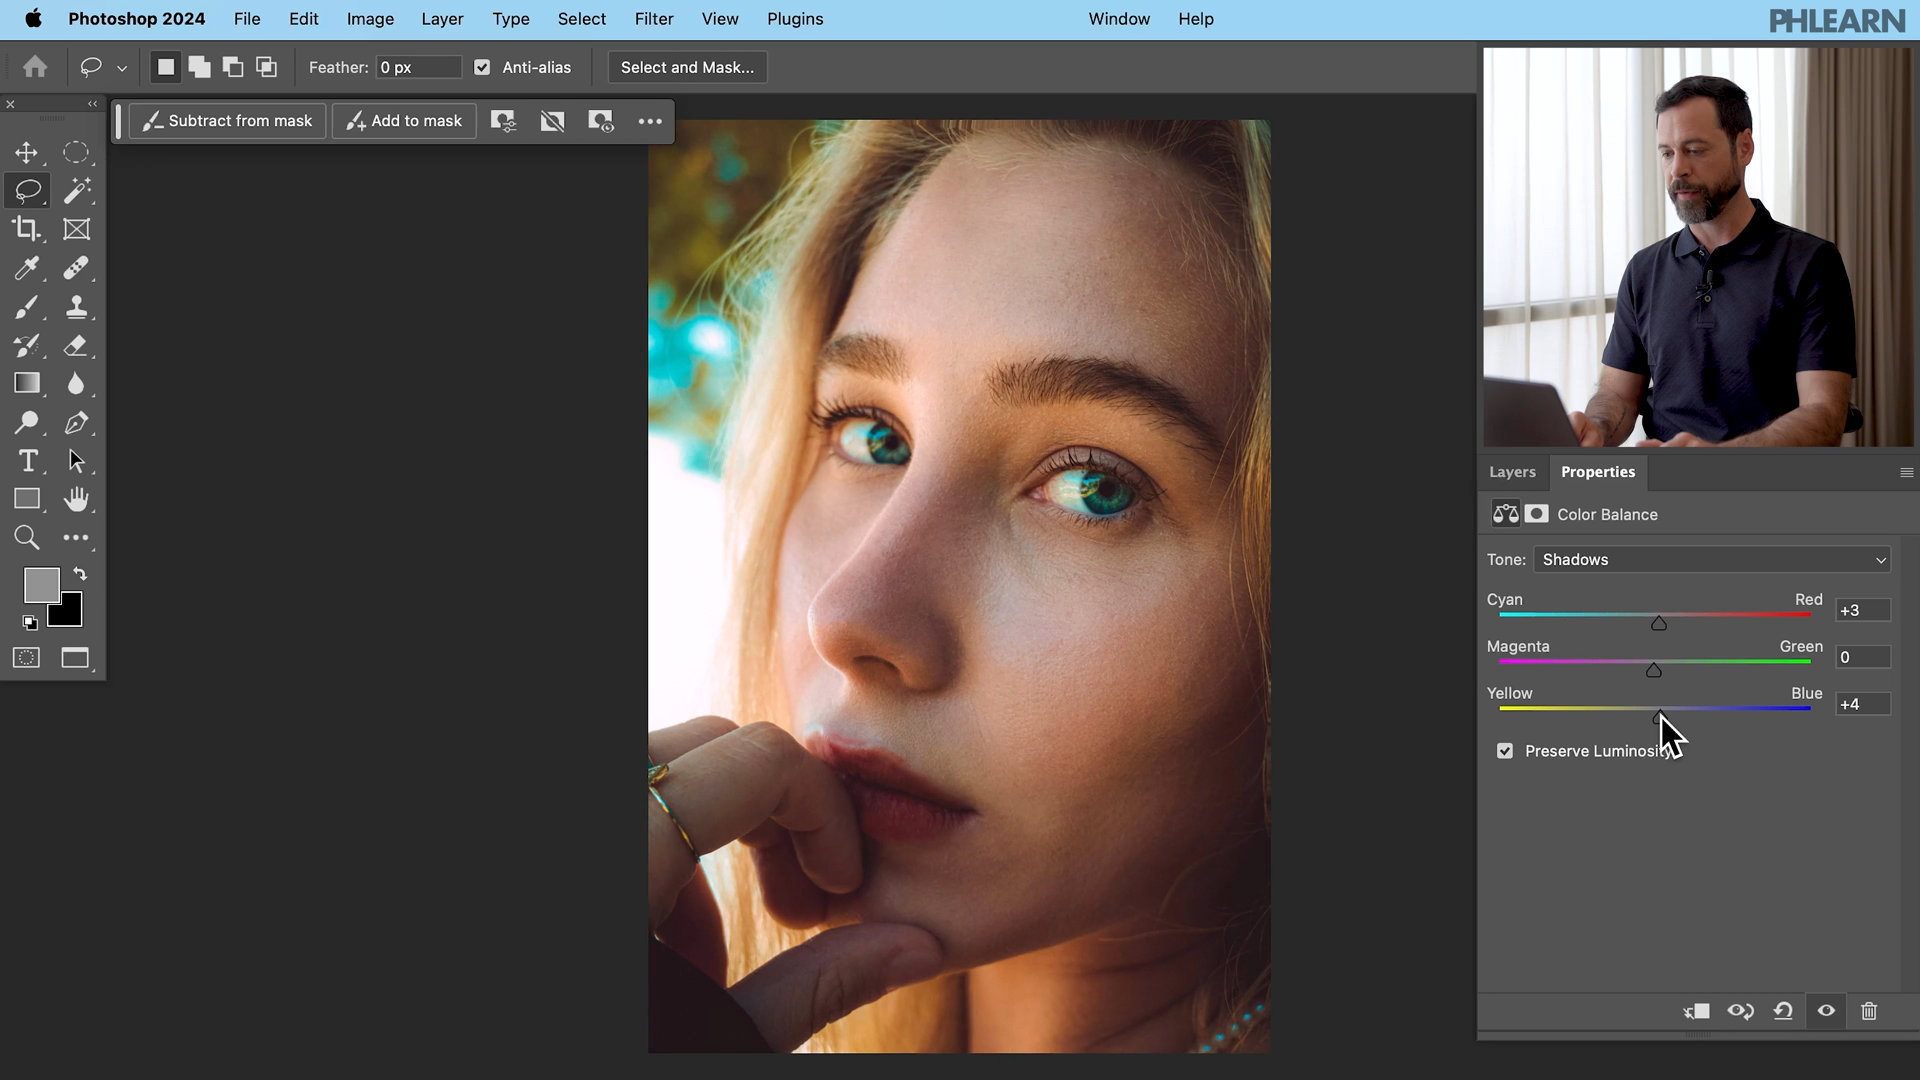 Photoshop 2024 File Edit Image Layer Type Select Filter View Plugins Window Help
PHLEARN
Feather: 0 px Anti-alias Select and Mask...
Subtract from mask Add to mask
Layers Properties
Color Balance
Tone: Shadows
Cyan Red +3
Magenta Green 0
Yellow Blue +4
Preserve Luminosity